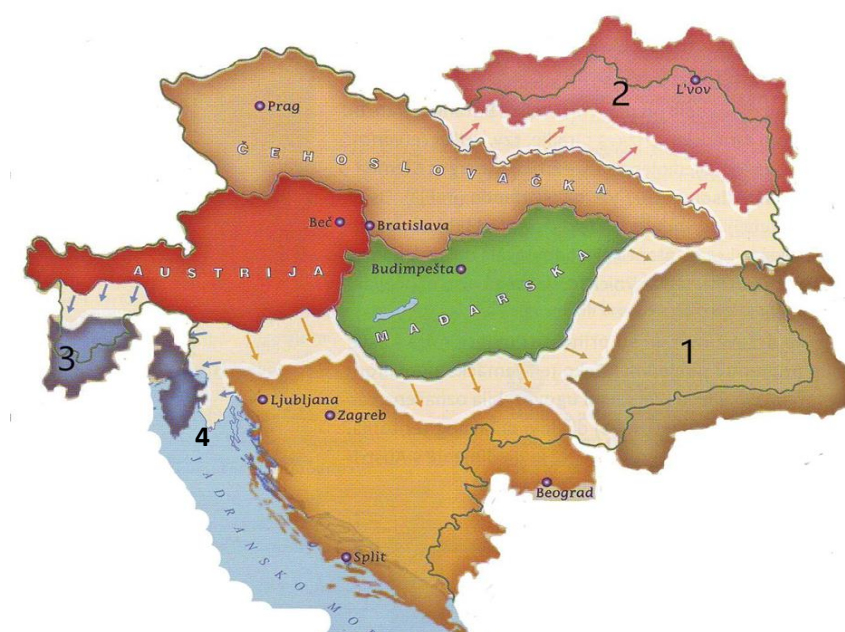 2
L'vov
Prag
ČEHOSLOVAČKA
Beč
Bratislava
AUSTRIJA
Budimpešta
MAĐARSKA
1
3
Ljubljana
4
Zagreb
Beograd
JADRANSKO MO
Split